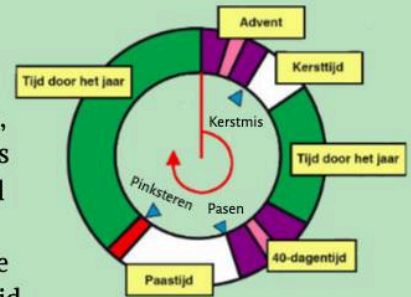 Advent
Kersttijd
Tijd door het jaar
Kerstmis
Tijd door het jaar
Pinksteren
Pasen
40-dagentijd
Paastijd